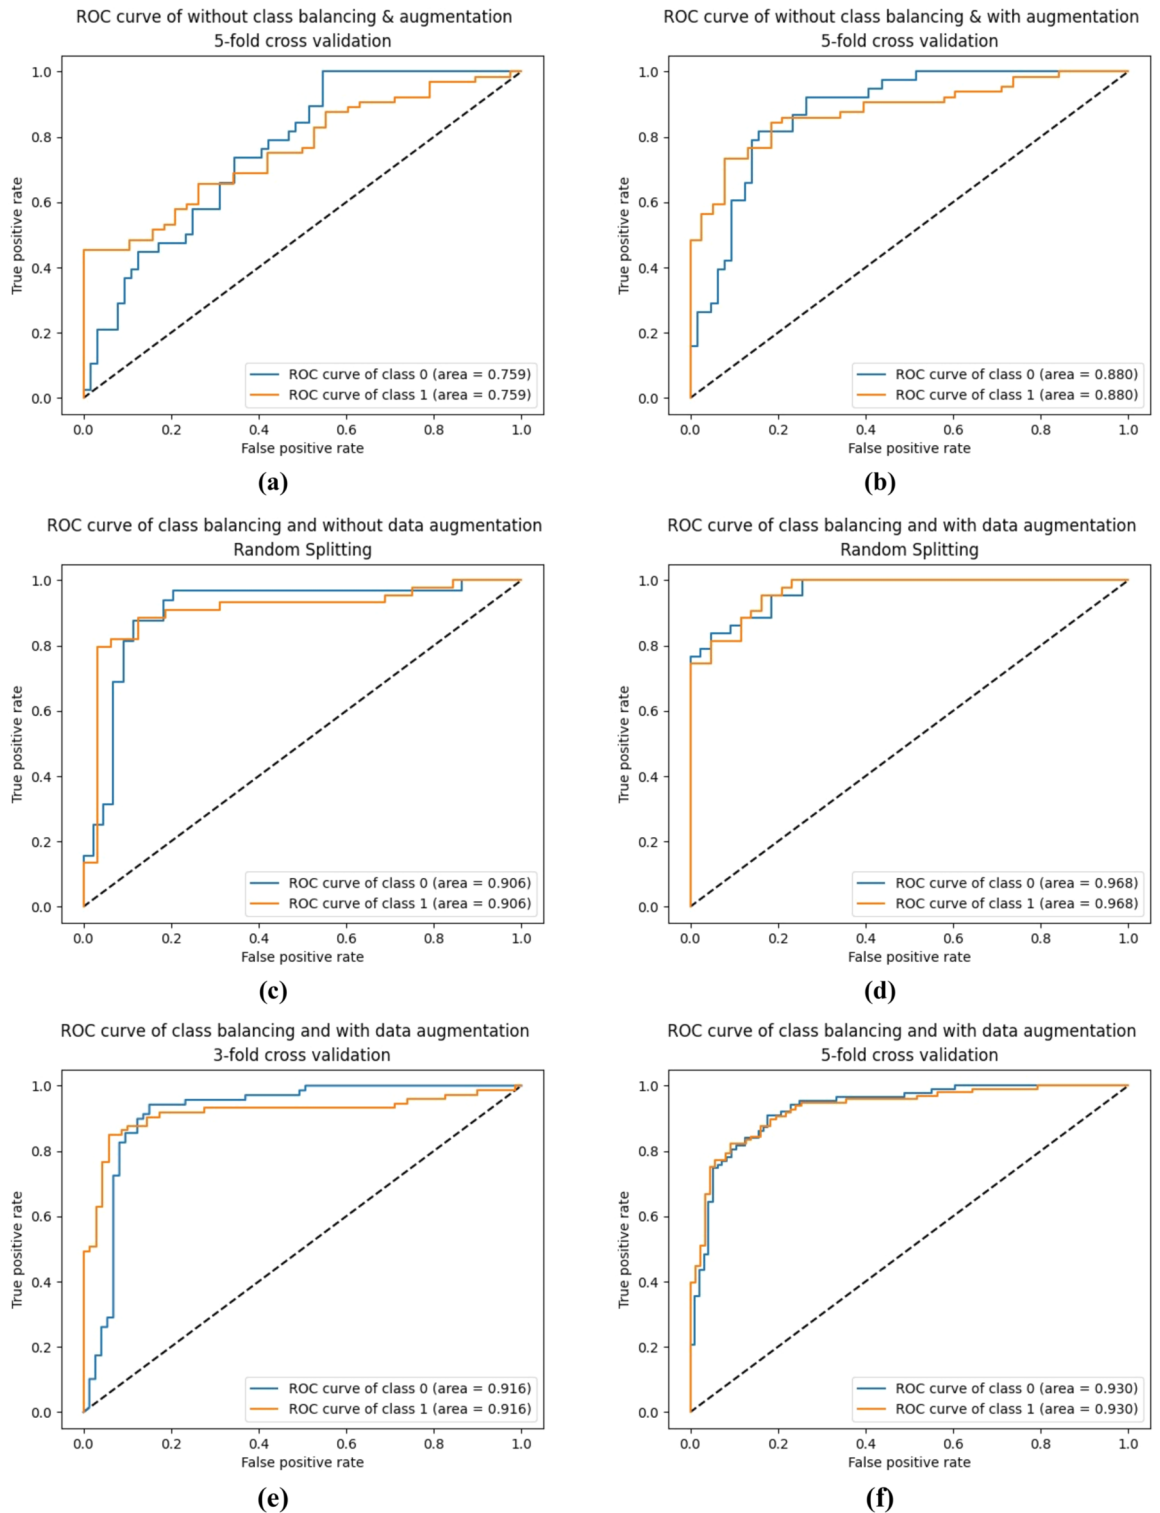 ROC curve of without class balancing & augmentation
5-fold cross validation
1.0
0.8
0.6
0.4
0.2
0.0
True positive rate
ROC curve of class 0 (area = 0.759)
ROC curve of class 1 (area = 0.759)
0.0 0.2 0.4 0.6 0.8 1.0
False positive rate
(a)
ROC curve of without class balancing & with augmentation
5-fold cross validation
1.0
0.8
0.6
0.4
0.2
0.0
True positive rate
ROC curve of class 0 (area = 0.880)
ROC curve of class 1 (area = 0.880)
0.0 0.2 0.4 0.6 0.8 1.0
False positive rate
(b)
ROC curve of class balancing and without data augmentation
Random Splitting
1.0
0.8
0.6
0.4
0.2
0.0
True positive rate
ROC curve of class 0 (area = 0.906)
ROC curve of class 1 (area = 0.906)
0.0 0.2 0.4 0.6 0.8 1.0
False positive rate
(c)
ROC curve of class balancing and with data augmentation
Random Splitting
1.0
0.8
0.6
0.4
0.2
0.0
True positive rate
ROC curve of class 0 (area = 0.968)
ROC curve of class 1 (area = 0.968)
0.0 0.2 0.4 0.6 0.8 1.0
False positive rate
(d)
ROC curve of class balancing and with data augmentation
3-fold cross validation
1.0
0.8
0.6
0.4
0.2
0.0
True positive rate
ROC curve of class 0 (area = 0.916)
ROC curve of class 1 (area = 0.916)
0.0 0.2 0.4 0.6 0.8 1.0
False positive rate
(e)
ROC curve of class balancing and with data augmentation
5-fold cross validation
1.0
0.8
0.6
0.4
0.2
0.0
True positive rate
ROC curve of class 0 (area = 0.930)
ROC curve of class 1 (area = 0.930)
0.0 0.2 0.4 0.6 0.8 1.0
False positive rate
(f)